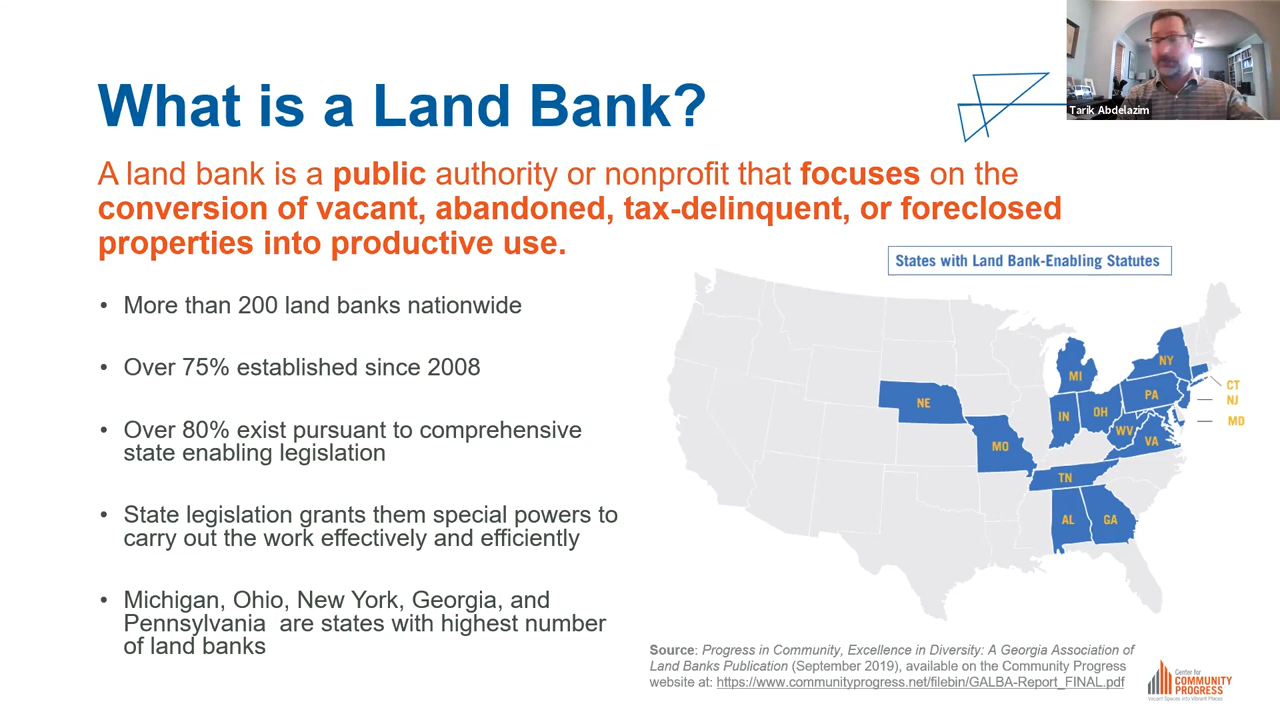 What is a Land Bank?
Tarik Abdelazim
A land bank is a public authority or nonprofit that focuses on the
conversion of vacant, abandoned, tax-delinquent, or foreclosed
properties into productive use.
• More than 200 land banks nationwide
• Over 75% established since 2008
• Over 80% exist pursuant to comprehensive
state enabling legislation
• State legislation grants them special powers to
carry out the work effectively and efficiently
• Michigan, Ohio, New York, Georgia, and
Pennsylvania  are states with highest number
of land banks
States with Land Bank-Enabling Statutes
NY
MI
CT
NJ
PA
NE
OH
IN
MD
WV
VA
MO
TN
AL
GA
Source: Progress in Community, Excellence in Diversity: A Georgia Association of
Land Banks Publication (September 2019), available on the Community Progress
website at: https://www.communityprogress.net/filebin/GALBA-Report_FINAL.pdf
Center for
COMMUNITY
PROGRESS
Vacant Spaces into Vibrant Places